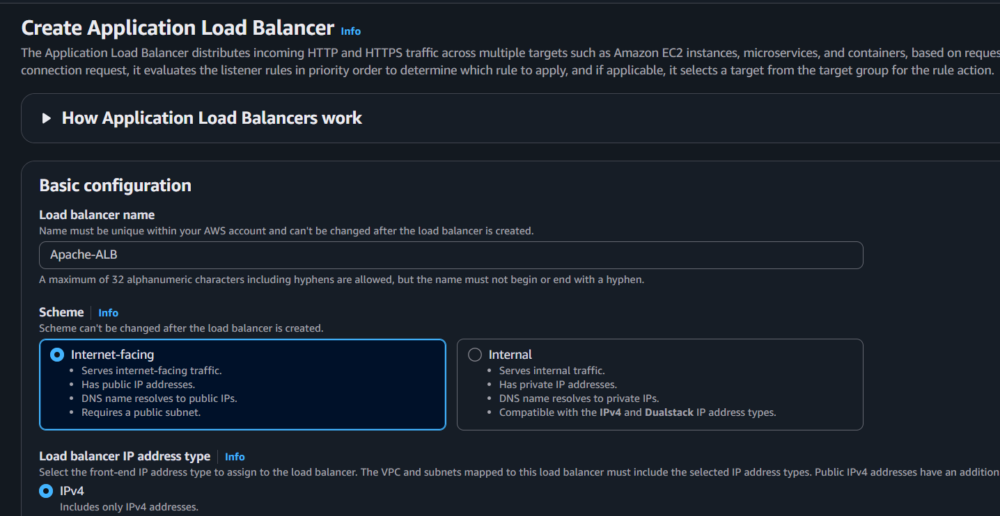 Create Application Load Balancer Info
The Application Load Balancer distributes incoming HTTP and HTTPS traffic across multiple targets such as Amazon EC2 instances, microservices, and containers, based on reques
connection request, it evaluates the listener rules in priority order to determine which rule to apply, and if applicable, it selects a target from the target group for the rule action.
How Application Load Balancers work
Basic configuration
Load balancer name
Name must be unique within your AWS account and can't be changed after the load balancer is created.
Apache-ALB
A maximum of 32 alphanumeric characters including hyphens are allowed, but the name must not begin or end with a hyphen.
Scheme Info
Scheme can't be changed after the load balancer is created.
Internet-facing
• Serves internet-facing traffic.
• Has public IP addresses.
• DNS name resolves to public IPs.
• Requires a public subnet.
Internal
• Serves internal traffic.
• Has private IP addresses.
• DNS name resolves to private IPs.
• Compatible with the IPv4 and Dualstack IP address types.
Load balancer IP address type Info
Select the front-end IP address type to assign to the load balancer. The VPC and subnets mapped to this load balancer must include the selected IP address types. Public IPv4 addresses have an addition
IPv4
Includes only IPv4 addresses.